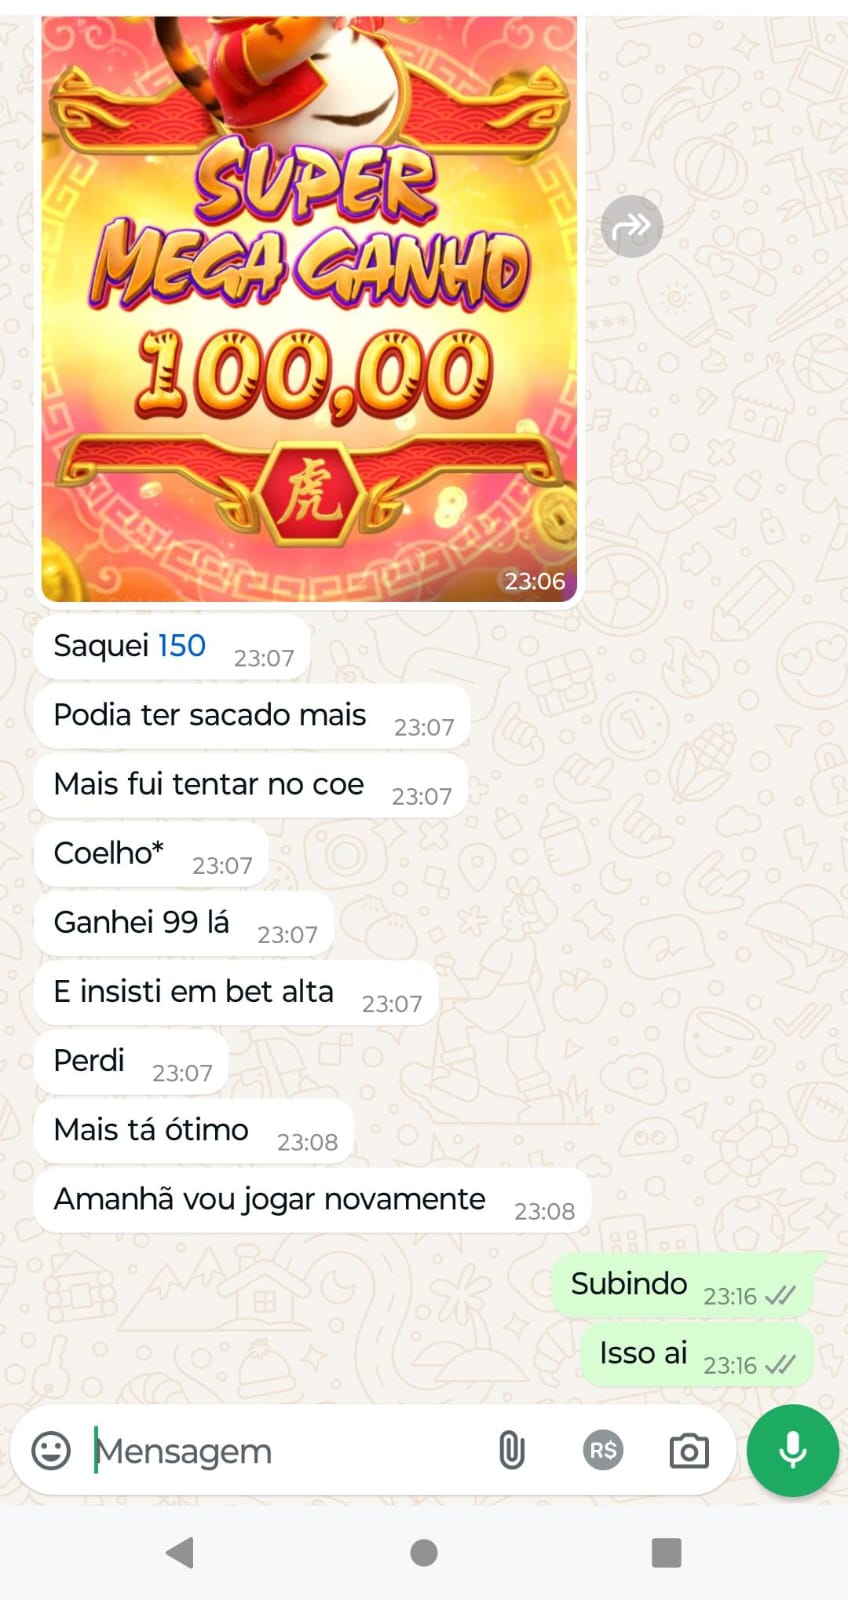 SUPER
MEGA GANHO
100,00
虎
23:06
Saquei 150 23:07
Podia ter sacado mais 23:07
Mais fui tentar no coe 23:07
Coelho* 23:07
Ganhei 99 lá 23:07
E insisti em bet alta 23:07
Perdi 23:07
Mais tá ótimo 23:08
Amanhã vou jogar novamente 23:08
Subindo 23:16
Isso ai 23:16
Mensagem R$